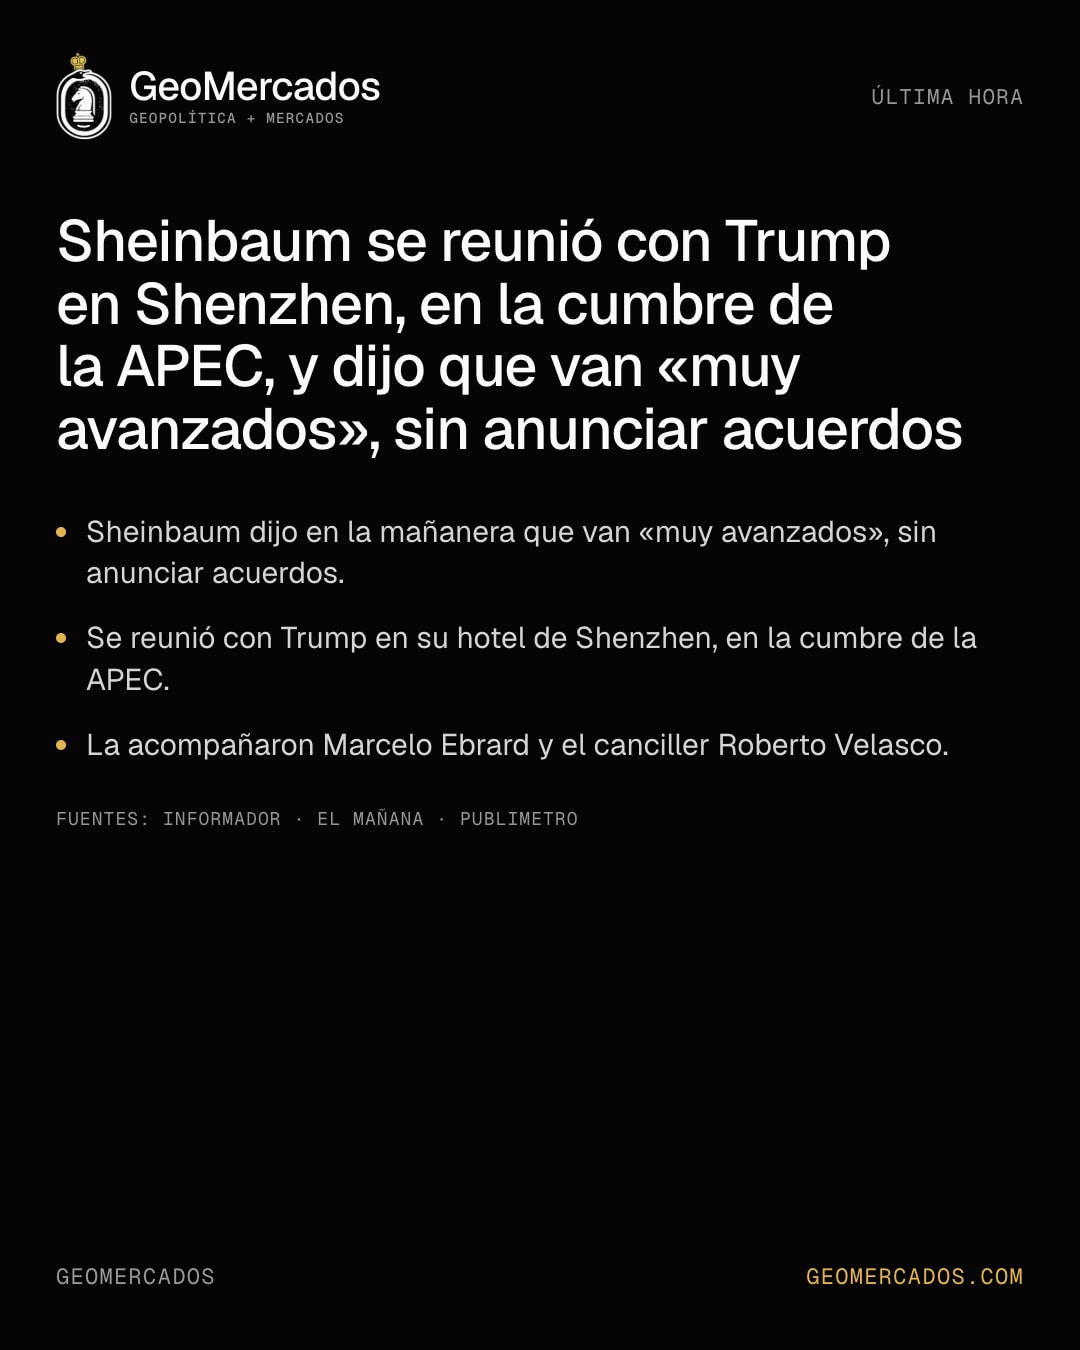 GeoMercados
GEOPOLÍTICA + MERCADOS
ÚLTIMA HORA
Sheinbaum se reunió con Trump
en Shenzhen, en la cumbre de
la APEC, y dijo que van «muy
avanzados», sin anunciar acuerdos
• Sheinbaum dijo en la mañanera que van «muy avanzados», sin
anunciar acuerdos.
• Se reunió con Trump en su hotel de Shenzhen, en la cumbre de la
APEC.
• La acompañaron Marcelo Ebrard y el canciller Roberto Velasco.
FUENTES: INFORMADOR · EL MAÑANA · PUBLIMETRO
GEOMERCADOS
GEOMERCADOS.COM